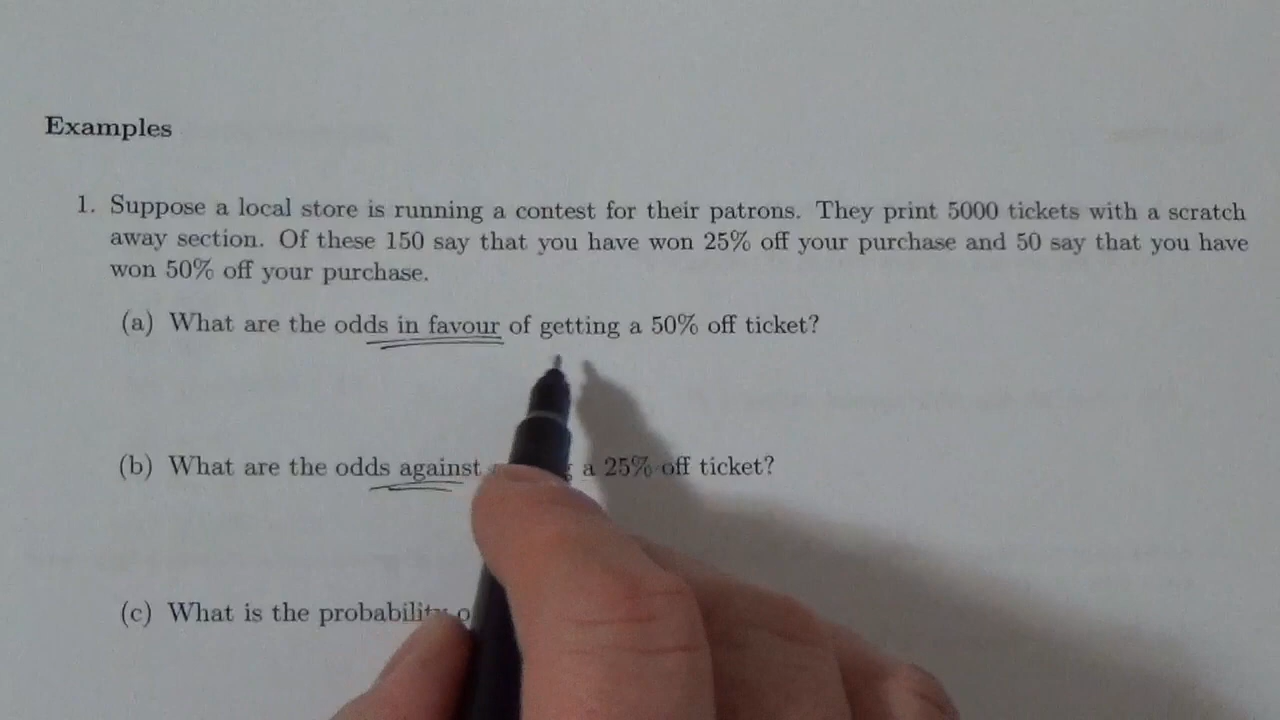 Examples
1. Suppose a local store is running a contest for their patrons. They print 5000 tickets with a scratch
away section. Of these 150 say that you have won 25% off your purchase and 50 say that you have
won 50% off your purchase.
(a) What are the odds in favour of getting a 50% off ticket?
(b) What are the odds against a 25% off ticket?
(c) What is the probability